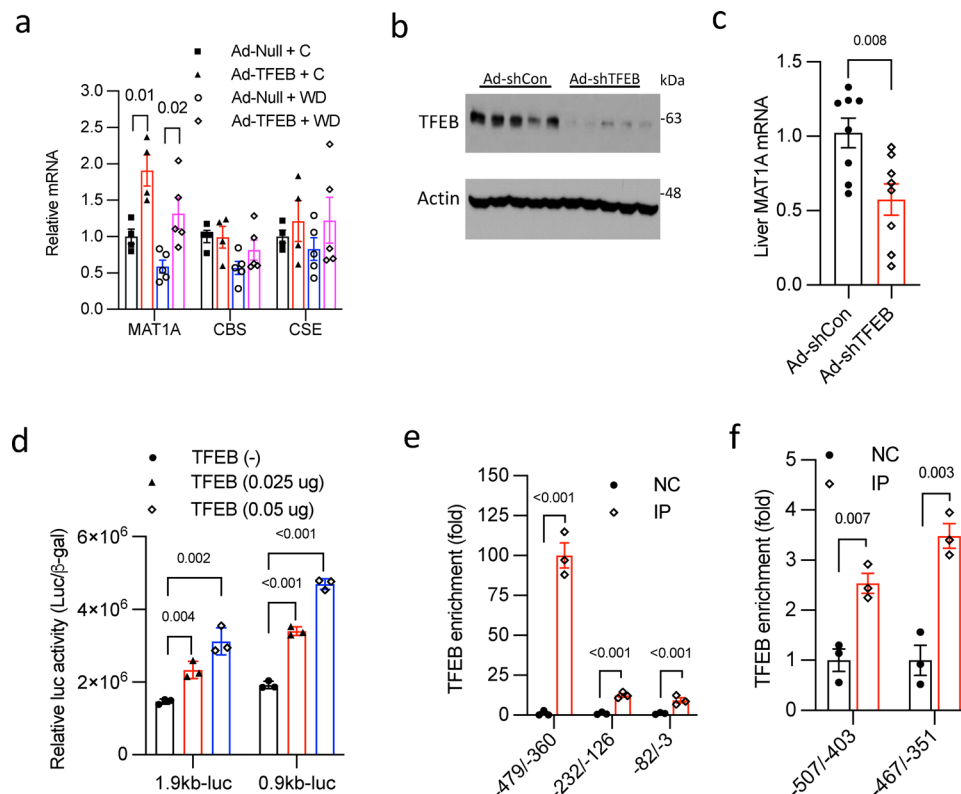 a
Ad-Null + C
Ad-TFEB + C
Ad-Null + WD
Ad-TFEB + WD
0.01
0.02
Relative mRNA
3.0
2.5
2.0
1.5
1.0
0.5
0.0
MAT1A
CBS
CSE
b
Ad-shCon
Ad-shTFEB
kDa
TFEB
-63
Actin
-48
c
0.008
Liver MAT1A mRNA
1.5
1.0
0.5
0.0
Ad-shCon
Ad-shTFEB
d
TFEB (-)
TFEB (0.025 ug)
TFEB (0.05 ug)
Relative luc activity (Luc/β-gal)
6×10⁶
4×10⁶
2×10⁶
0
0.004
0.002
<0.001
<0.001
1.9kb-luc
0.9kb-luc
e
NC
IP
TFEB enrichment (fold)
150
125
100
75
50
25
0
<0.001
<0.001
<0.001
-479/-360
-232/-126
-82/-3
f
NC
IP
TFEB enrichment (fold)
5
4
3
2
1
0
0.007
0.003
-507/-403
-467/-351